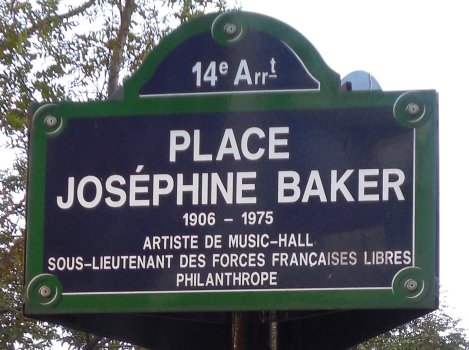 14e Arrt
PLACE
JOSÉPHINE BAKER
1906 - 1975
ARTISTE DE MUSIC-HALL
SOUS-LIEUTENANT DES FORCES FRANÇAISES LIBRES
PHILANTHROPE